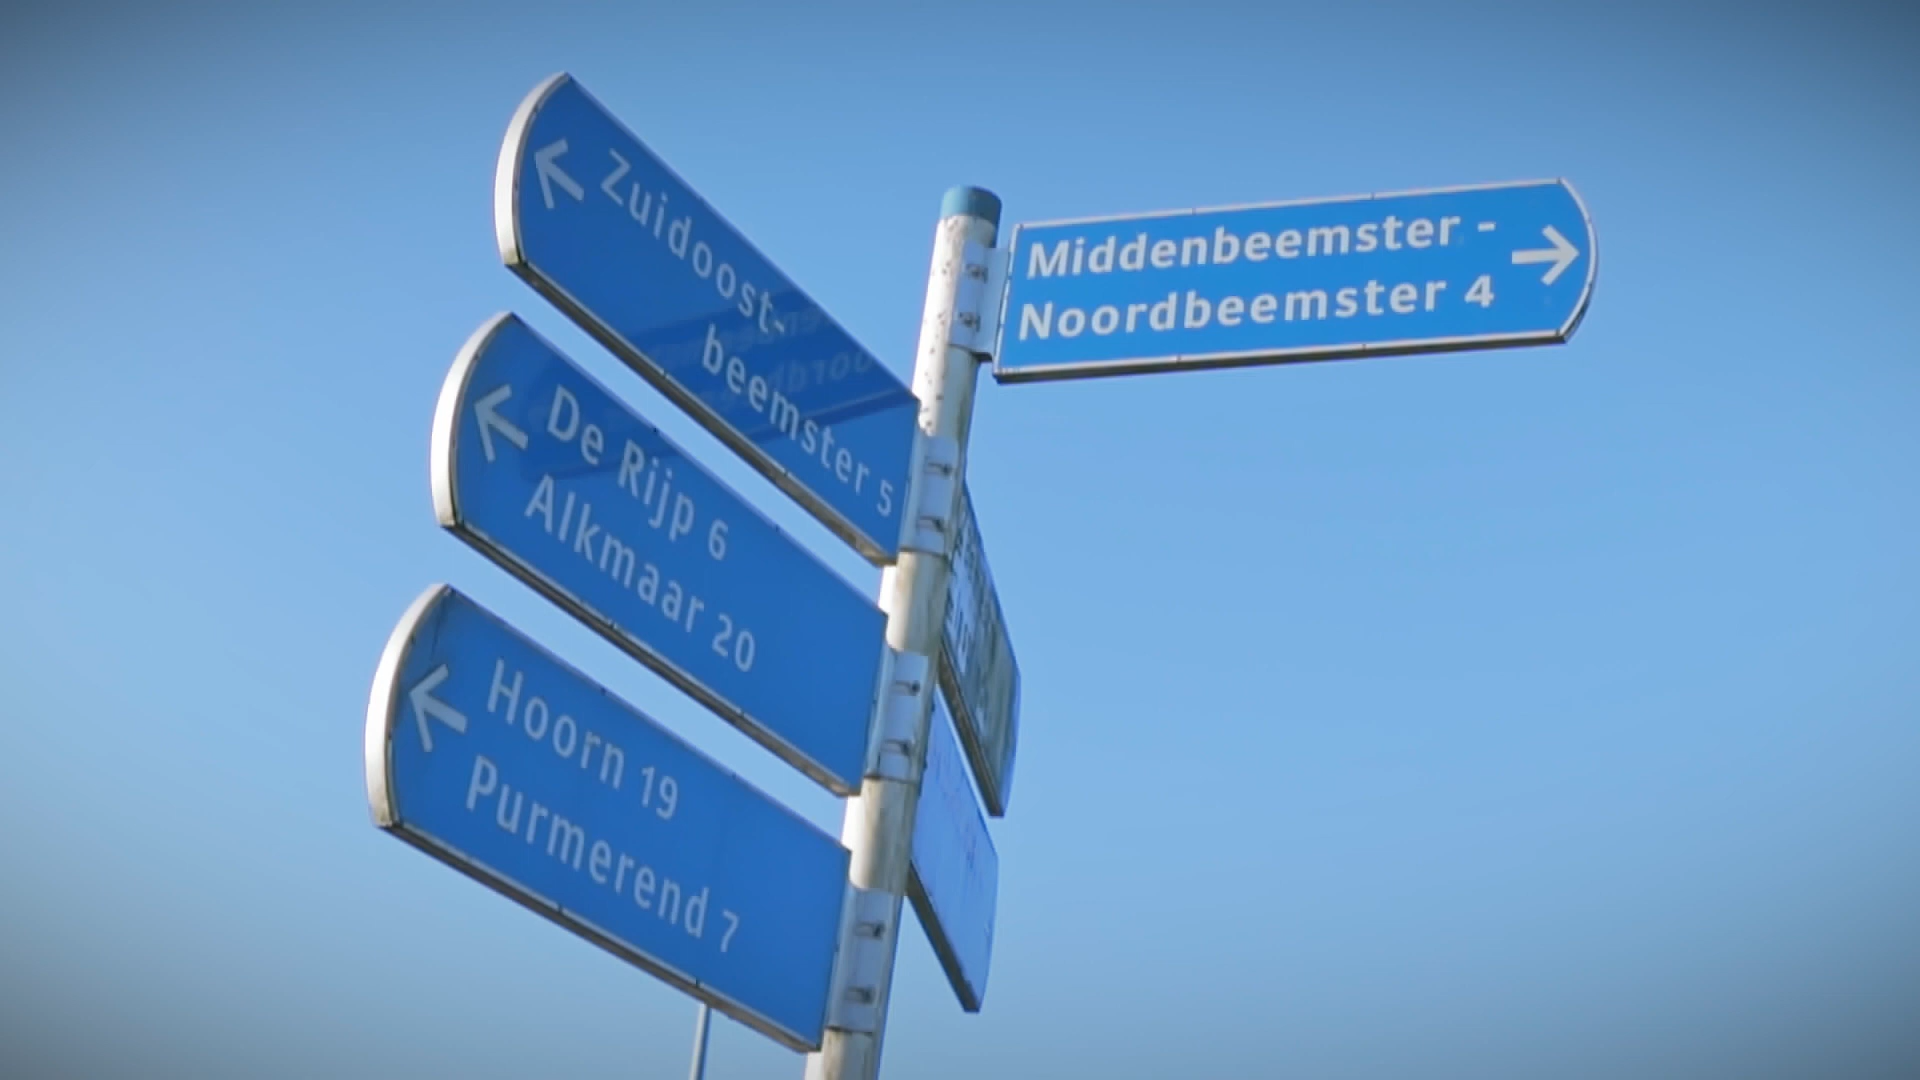 Zuidoost-
beemster 5
Middenbeemster -
Noordbeemster 4
De Rijp 6
Alkmaar 20
Hoorn 19
Purmerend 7